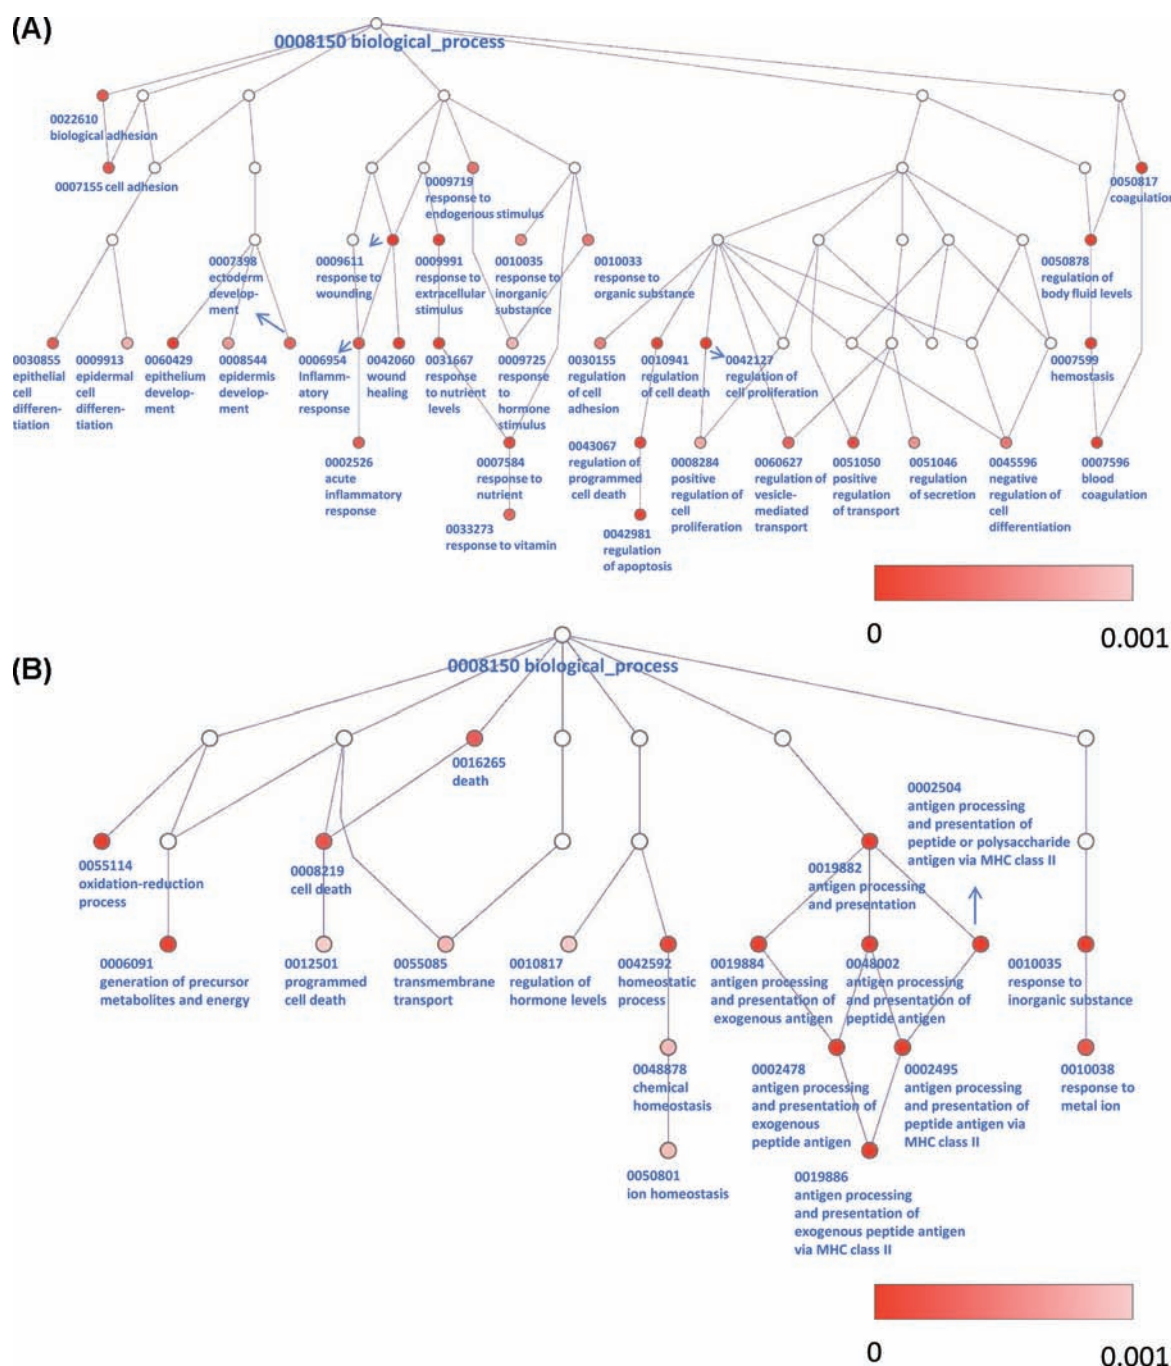 (A)
0008150 biological_process
0022610
biological adhesion
0007155 cell adhesion
0009719
response to
endogenous stimulus
0050817
coagulation
0007398
ectoderm
develop-
ment
0009611
response to
wounding
0009991
response to
extracellular
stimulus
0010035
response to
inorganic
substance
0010033
response to
organic substance
0050878
regulation of
body fluid levels
0030855
epithelial
cell
differen-
tiation
0009913
epidermal
cell
differen-
tiation
0060429
epithelium
develop-
ment
0008544
epidermis
develop-
ment
0006954
Inflamm-
atory
response
0042060
wound
healing
0031667
response
to nutrient
levels
0009725
response
to
hormone
stimulus
0030155
regulation
of cell
adhesion
0010941
regulation
of cell death
0042127
regulation of
cell proliferation
0007599
hemostasis
0002526
acute
inflammatory
response
0007584
response to
nutrient
0043067
regulation of
programmed
cell death
0008284
positive
regulation of
cell
proliferation
0060627
regulation of
vesicle-
mediated
transport
0051050
positive
regulation
of transport
0051046
regulation
of secretion
0045596
negative
regulation of
cell
differentiation
0007596
blood
coagulation
0033273
response to vitamin
0042981
regulation
of apoptosis
0
0.001
(B)
0008150 biological_process
0016265
death
0002504
antigen processing
and presentation of
peptide or polysaccharide
antigen via MHC class II
0055114
oxidation-reduction
process
0008219
cell death
0019882
antigen processing
and presentation
0006091
generation of precursor
metabolites and energy
0012501
programmed
cell death
0055085
transmembrane
transport
0010817
regulation of
hormone levels
0042592
homeostatic
process
0019884
antigen processing
and presentation of
exogenous antigen
0048002
antigen processing
and presentation of
peptide antigen
0010035
response to
inorganic substance
0048878
chemical
homeostasis
0002478
antigen processing
and presentation of
exogenous
peptide antigen
0002495
antigen processing
and presentation of
peptide antigen via
MHC class II
0010038
response to
metal ion
0050801
ion homeostasis
0019886
antigen processing
and presentation of
exogenous peptide antigen
via MHC class II
0
0.001